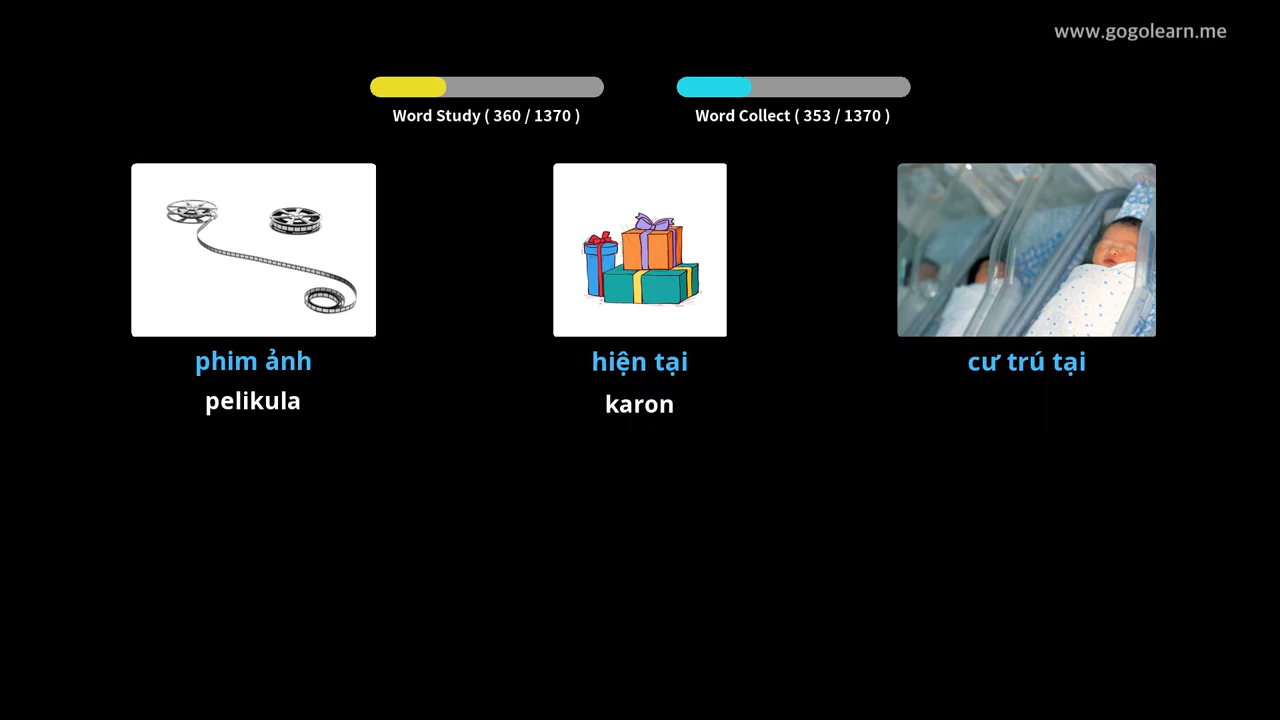 www.gogolearn.me
Word Study ( 360 / 1370 )
Word Collect ( 353 / 1370 )
phim ảnh
pelikula
hiện tại
karon
cư trú tại